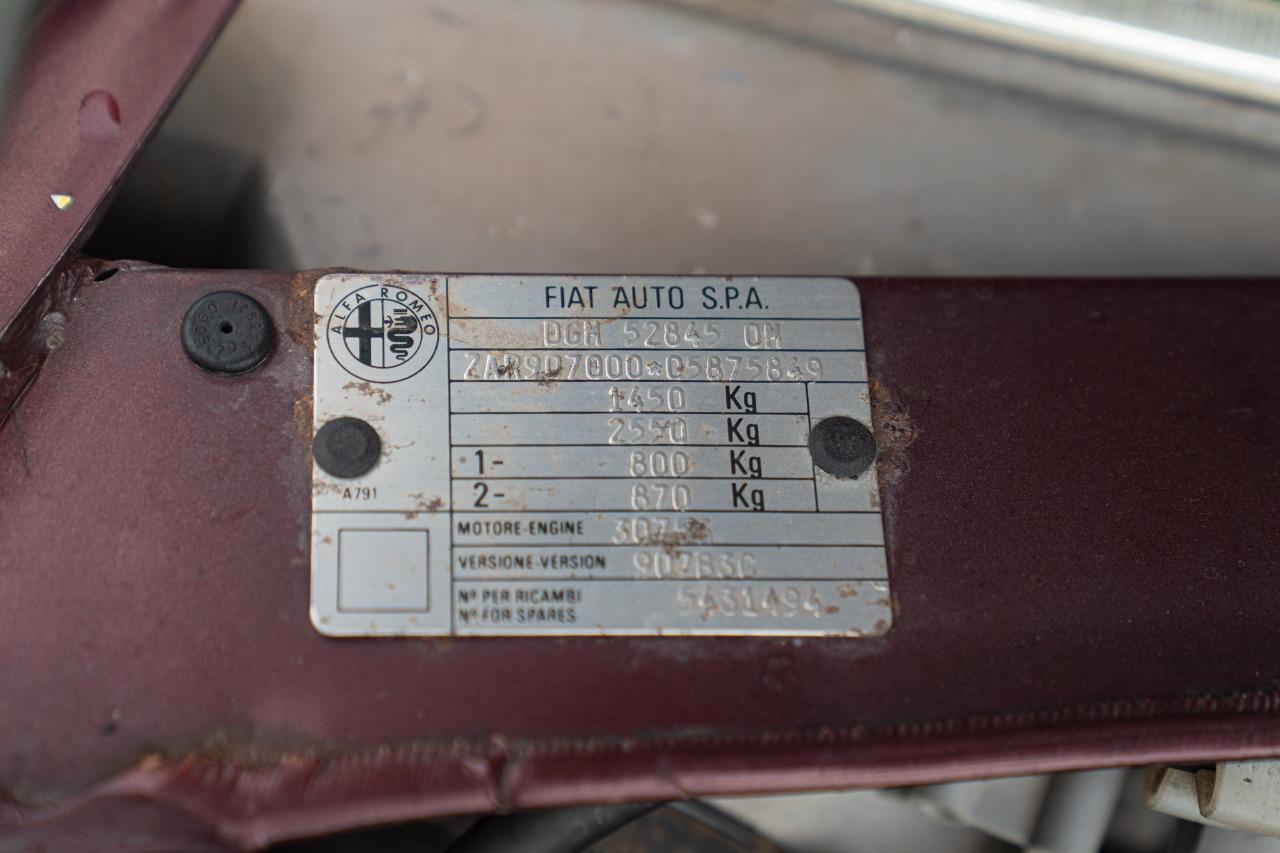 ALFA ROMEO
FIAT AUTO S.P.A.
DGM 52845 OM
ZAR907000*05875849
1450 Kg
2550 Kg
1- 800 Kg
2- 870 Kg
A791
MOTORE-ENGINE
VERSIONE-VERSION 907B3C
Nº PER RICAMBI
Nº FOR SPARES 5431494